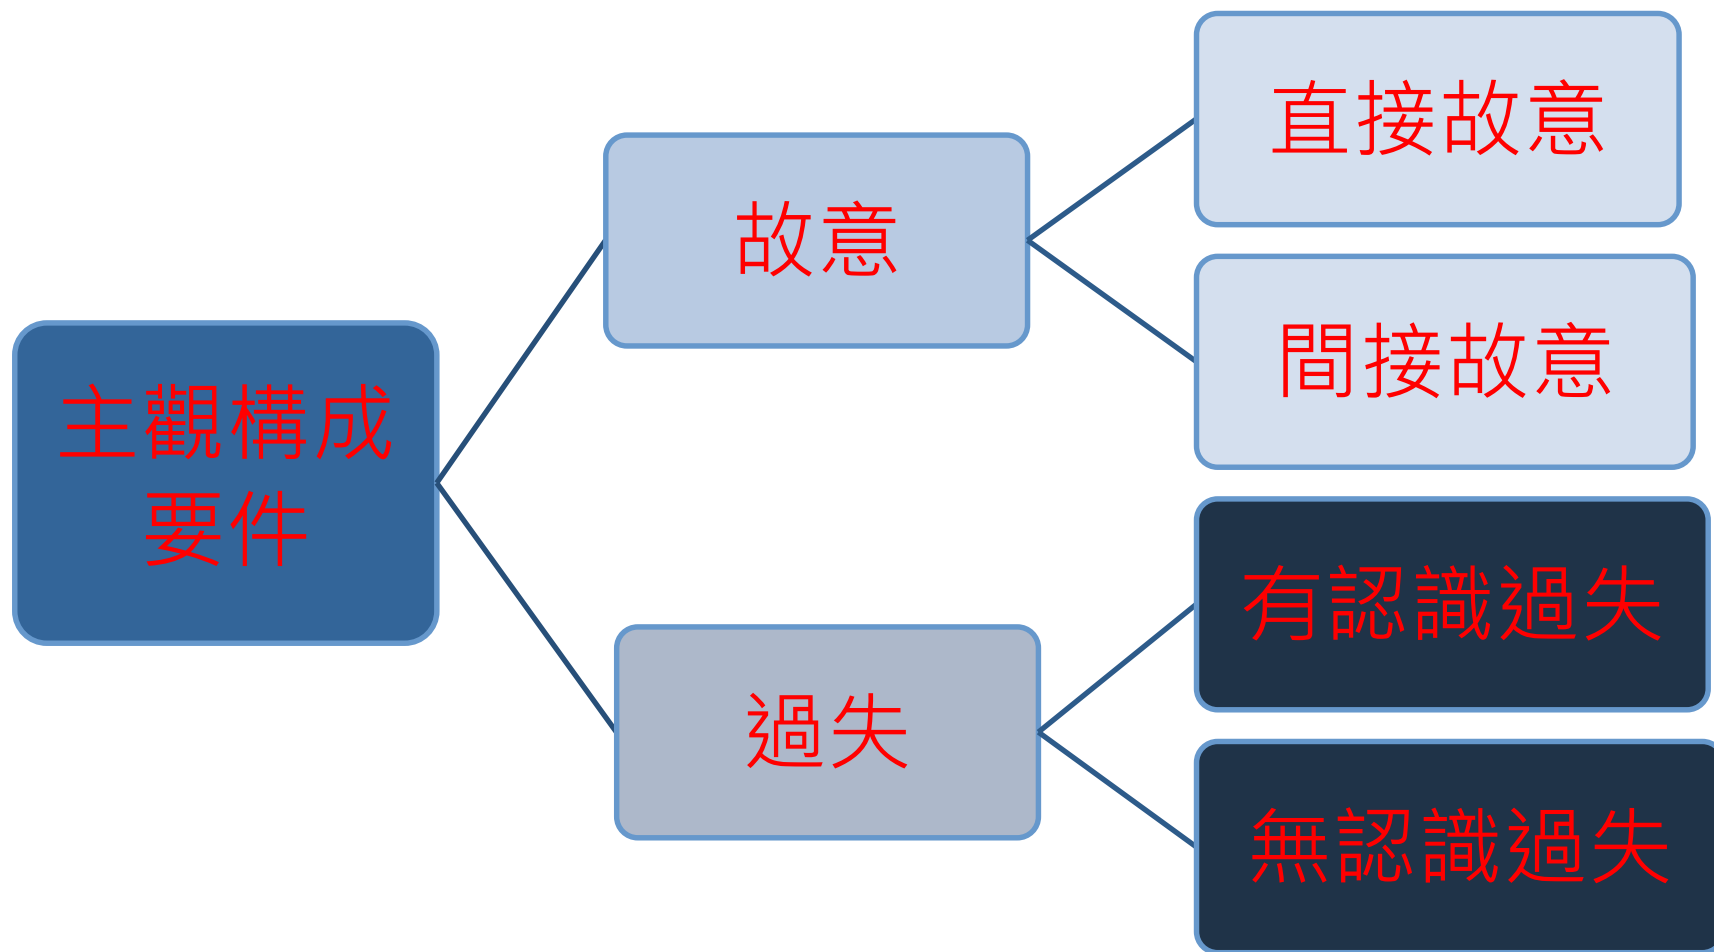 主觀構成
要件
故意
直接故意
間接故意
過失
有認識過失
無認識過失